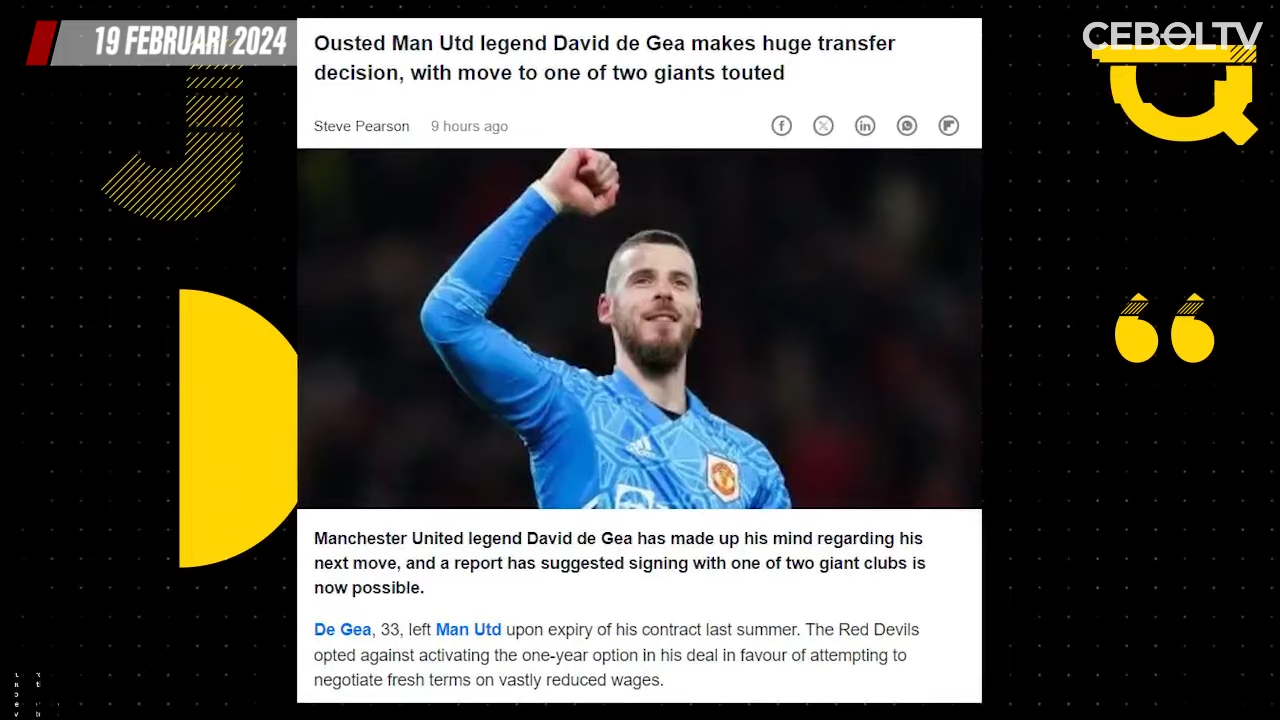 19 FEBRUARI 2024
CEBOLTV
Ousted Man Utd legend David de Gea makes huge transfer
decision, with move to one of two giants touted
Steve Pearson 9 hours ago
Manchester United legend David de Gea has made up his mind regarding his
next move, and a report has suggested signing with one of two giant clubs is
now possible.
De Gea, 33, left Man Utd upon expiry of his contract last summer. The Red Devils
opted against activating the one-year option in his deal in favour of attempting to
negotiate fresh terms on vastly reduced wages.